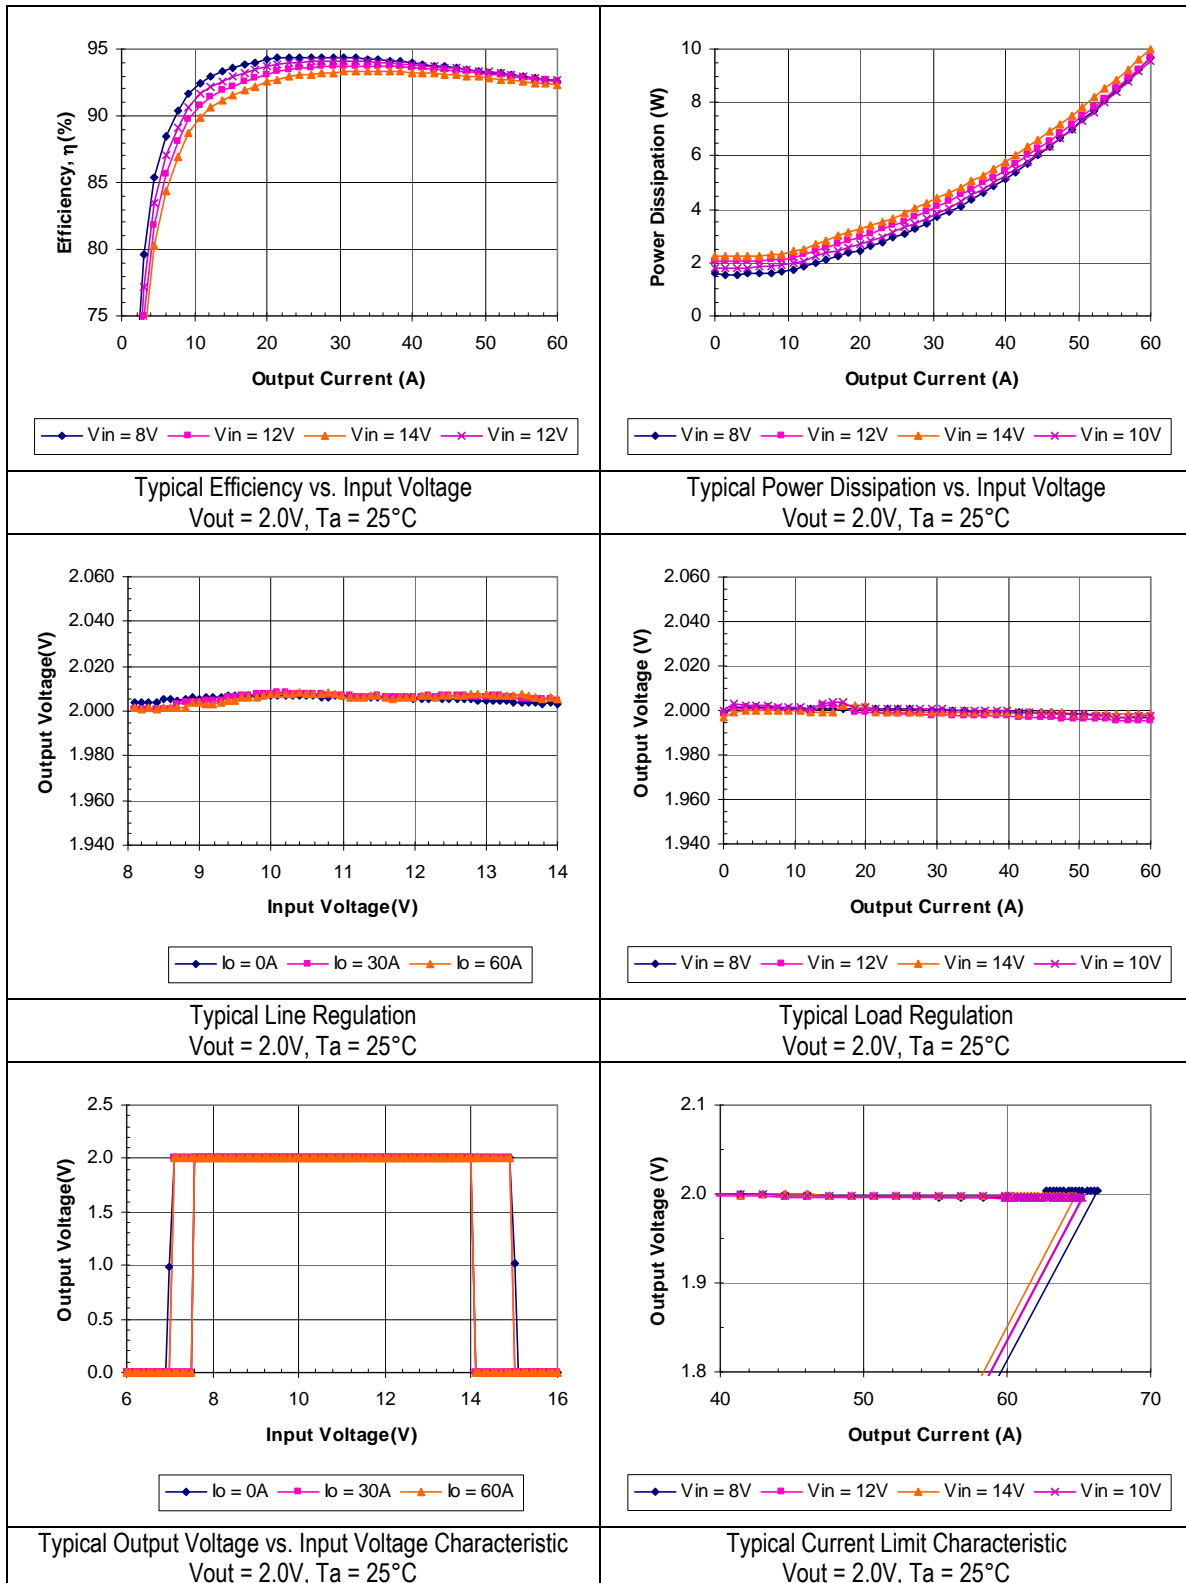 95
90
85
80
75
Efficiency, η(%)
0 10 20 30 40 50 60
Output Current (A)
Vin = 8V Vin = 12V Vin = 14V Vin = 12V
Typical Efficiency vs. Input Voltage
Vout = 2.0V, Ta = 25°C
10
8
6
4
2
0
Power Dissipation (W)
0 10 20 30 40 50 60
Output Current (A)
Vin = 8V Vin = 12V Vin = 14V Vin = 10V
Typical Power Dissipation vs. Input Voltage
Vout = 2.0V, Ta = 25°C
2.060
2.040
2.020
2.000
1.980
1.960
1.940
Output Voltage(V)
8 9 10 11 12 13 14
Input Voltage(V)
Io = 0A Io = 30A Io = 60A
Typical Line Regulation
Vout = 2.0V, Ta = 25°C
2.060
2.040
2.020
2.000
1.980
1.960
1.940
Output Voltage (V)
0 10 20 30 40 50 60
Output Current (A)
Vin = 8V Vin = 12V Vin = 14V Vin = 10V
Typical Load Regulation
Vout = 2.0V, Ta = 25°C
2.5
2.0
1.5
1.0
0.5
0.0
Output Voltage(V)
6 8 10 12 14 16
Input Voltage(V)
Io = 0A Io = 30A Io = 60A
Typical Output Voltage vs. Input Voltage Characteristic
Vout = 2.0V, Ta = 25°C
2.1
2.0
1.9
1.8
Output Voltage (V)
40 50 60 70
Output Current (A)
Vin = 8V Vin = 12V Vin = 14V Vin = 10V
Typical Current Limit Characteristic
Vout = 2.0V, Ta = 25°C